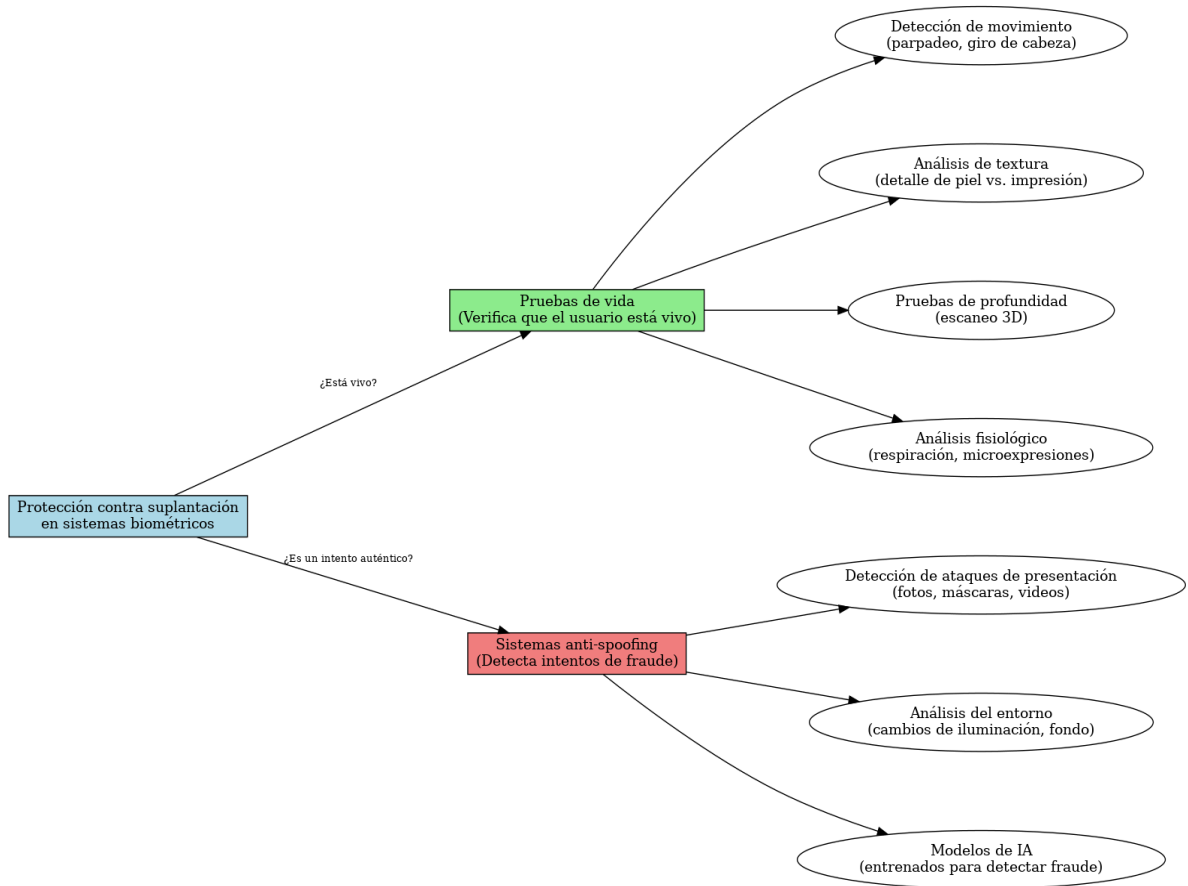 Detección de movimiento
(parpadeo, giro de cabeza)
Análisis de textura
(detalle de piel vs. impresión)
Pruebas de vida
(Verifica que el usuario está vivo)
Pruebas de profundidad
(escaneo 3D)
¿Está vivo?
Análisis fisiológico
(respiración, microexpresiones)
Protección contra suplantación
en sistemas biométricos
¿Es un intento auténtico?
Detección de ataques de presentación
(fotos, máscaras, videos)
Sistemas anti-spoofing
(Detecta intentos de fraude)
Análisis del entorno
(cambios de iluminación, fondo)
Modelos de IA
(entrenados para detectar fraude)